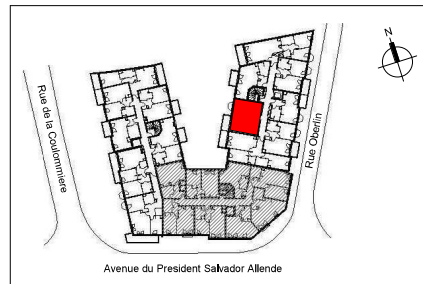 N
Rue de la Coulommiere
Rue Oberlin
Avenue du President Salvador Allende